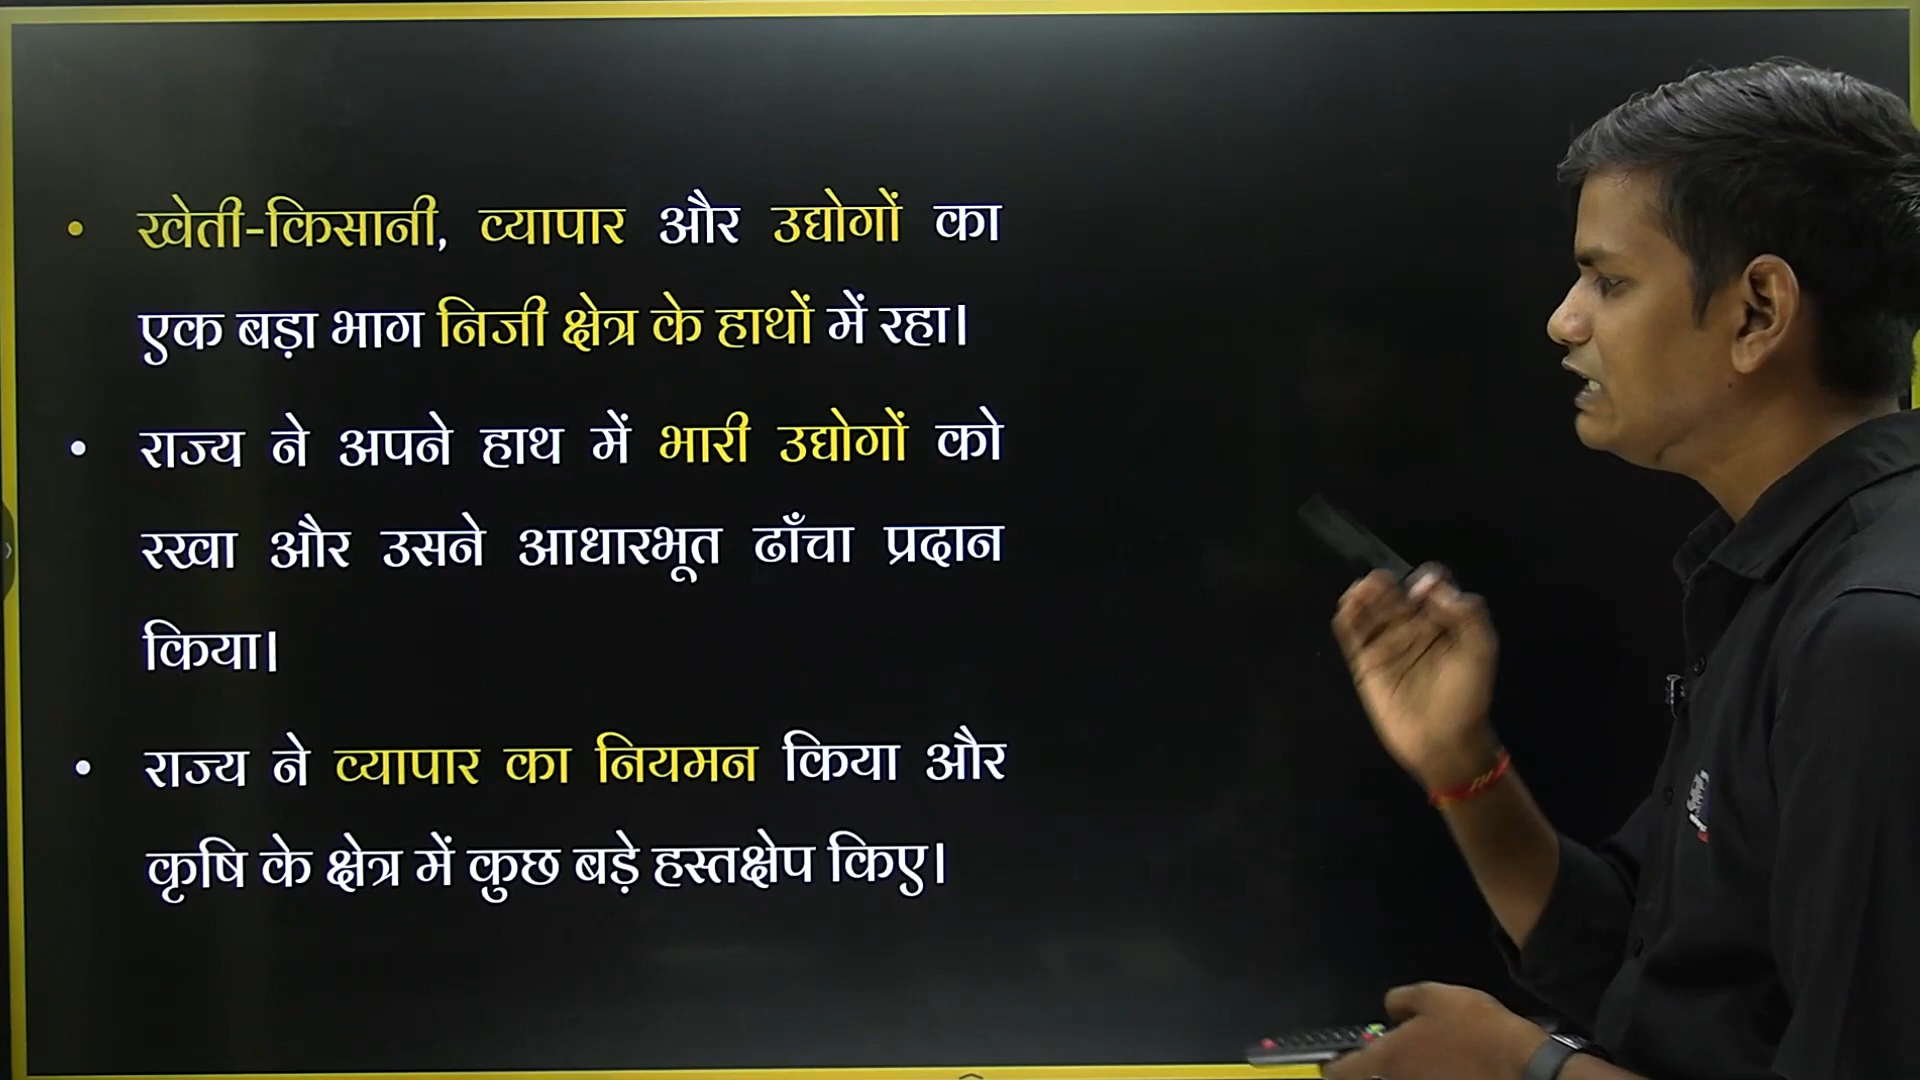 • खेती-किसानी, व्यापार और उद्योगों का
एक बड़ा भाग निजी क्षेत्र के हाथों में रहा।
• राज्य ने अपने हाथ में भारी उद्योगों को
रखा और उसने आधारभूत ढाँचा प्रदान
किया।
• राज्य ने व्यापार का नियमन किया और
कृषि के क्षेत्र में कुछ बड़े हस्तक्षेप किए।